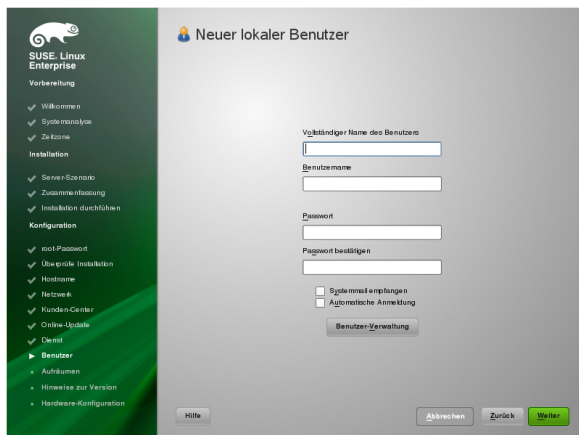 SUSE. Linux
Enterprise
Vorbereitung
Willkommen
Systemanalyse
Zeitzone
Installation
Server-Szenario
Zusammenfassung
Installation durchführen
Konfiguration
root-Passwort
Überprüfe Installation
Hostname
Netzwerk
Kunden-Center
Online-Update
Dienst
Benutzer
Aufräumen
Hinweise zur Version
Hardware-Konfiguration
Neuer lokaler Benutzer
Vollständiger Name des Benutzers
Benutzername
Passwort
Passwort bestätigen
Systemmail empfangen
Automatische Anmeldung
Benutzer-Verwaltung
Hilfe
Abbrechen
Zurück
Weiter